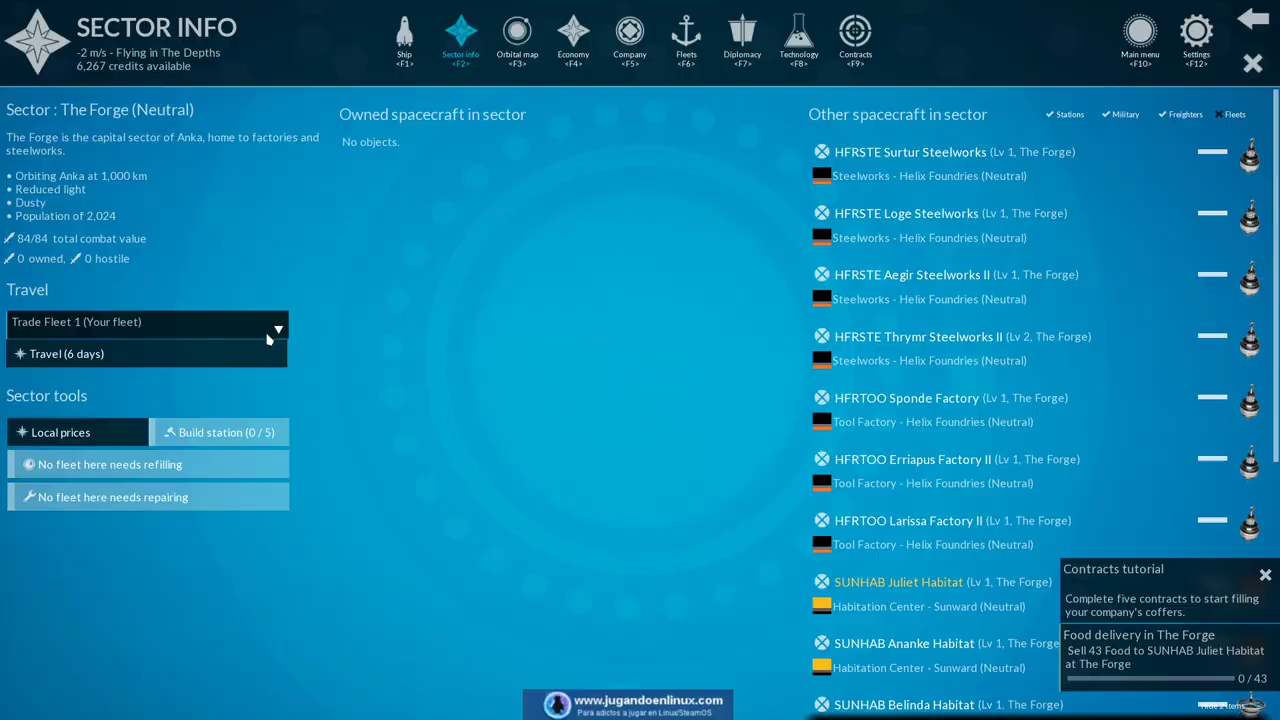 SECTOR INFO
-2 m/s - Flying in The Depths
6,267 credits available
Ship
<F1>
Sector info
<F2>
Orbital map
<F3>
Economy
<F4>
Company
<F5>
Fleets
<F6>
Diplomacy
<F7>
Technology
<F8>
Contracts
<F9>
Main menu
<F10>
Settings
<F12>
Sector : The Forge (Neutral)
The Forge is the capital sector of Anka, home to factories and
steelworks.
• Orbiting Anka at 1,000 km
• Reduced light
• Dusty
• Population of 2,024
84/84 total combat value
0 owned, 0 hostile
Travel
Trade Fleet 1 (Your fleet)
Travel (6 days)
Sector tools
Local prices
Build station (0 / 5)
No fleet here needs refilling
No fleet here needs repairing
Owned spacecraft in sector
No objects.
Other spacecraft in sector
Stations
Military
Freighters
Fleets
HFRSTE Surtur Steelworks (Lv 1, The Forge)
Steelworks - Helix Foundries (Neutral)
HFRSTE Loge Steelworks (Lv 1, The Forge)
Steelworks - Helix Foundries (Neutral)
HFRSTE Aegir Steelworks II (Lv 1, The Forge)
Steelworks - Helix Foundries (Neutral)
HFRSTE Thrymr Steelworks II (Lv 2, The Forge)
Steelworks - Helix Foundries (Neutral)
HFRTOO Sponde Factory (Lv 1, The Forge)
Tool Factory - Helix Foundries (Neutral)
HFRTOO Erriapus Factory II (Lv 1, The Forge)
Tool Factory - Helix Foundries (Neutral)
HFRTOO Larissa Factory II (Lv 1, The Forge)
Tool Factory - Helix Foundries (Neutral)
SUNHAB Juliet Habitat (Lv 1, The Forge)
Habitation Center - Sunward (Neutral)
SUNHAB Ananke Habitat (Lv 1, The Forge
Habitation Center - Sunward (Neutral)
SUNHAB Belinda Habitat (Lv 1, The Forge)
Contracts tutorial
Complete five contracts to start filling
your company's coffers.
Food delivery in The Forge
Sell 43 Food to SUNHAB Juliet Habitat
at The Forge
0 / 43
www.jugandoenlinux.com
Para adictos a jugar en Linux/SteamOS